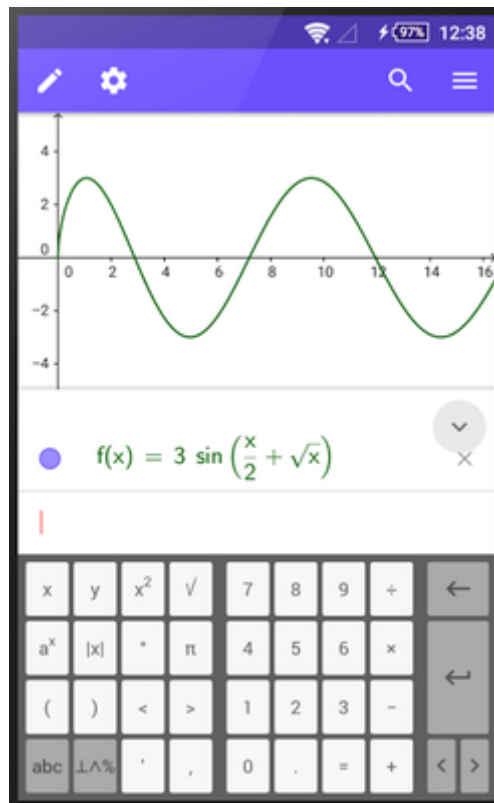 97% 12:38
4
2
0
0 2 4 6 8 10 12 14 16
−2
−4
f(x) = 3 sin (x/2 + √x)
x y x² √ 7 8 9 ÷
aˣ |x| ° π 4 5 6 ×
( ) < > 1 2 3 −
abc ⊥∧% ' , 0 . = +
< >